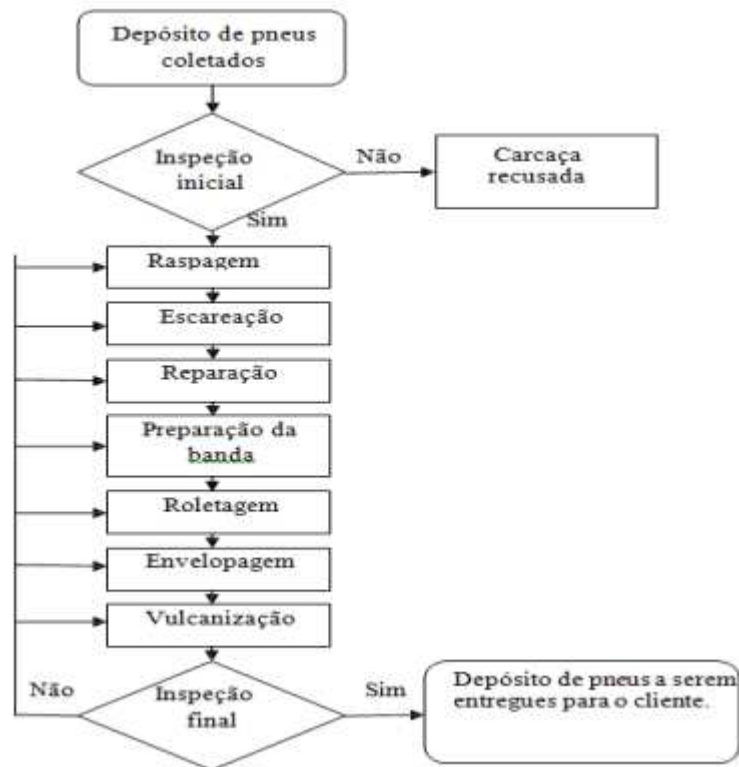 Depósito de pneus
coletados
Inspeção
inicial
Não
Carcaça
recusada
Sim
Raspagem
Escareação
Reparação
Preparação da
banda
Roletagem
Envelopagem
Vulcanização
Não
Inspeção
final
Sim
Depósito de pneus a serem
entregues para o cliente.